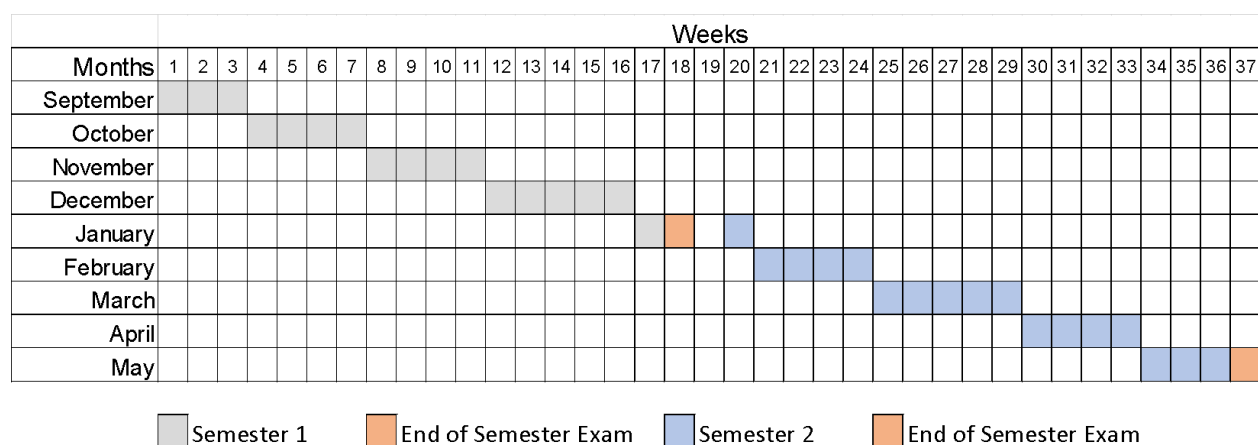 Weeks
Months 1 2 3 4 5 6 7 8 9 10 11 12 13 14 15 16 17 18 19 20 21 22 23 24 25 26 27 28 29 30 31 32 33 34 35 36 37
September
October
November
December
January
February
March
April
May
Semester 1 End of Semester Exam Semester 2 End of Semester Exam